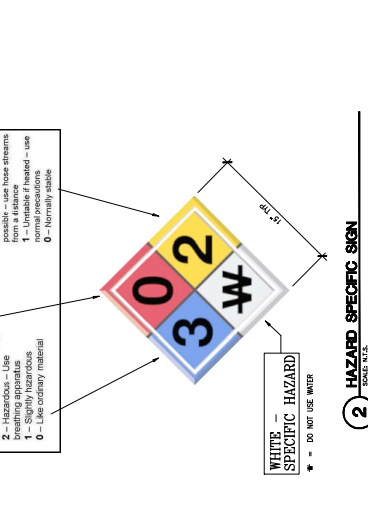 2 – Hazardous – Use
breathing apparatus
1 – Slightly hazardous
0 – Like ordinary material
possible – use hose streams
from a distance
1 – Unstable if heated – use
normal precautions
0 – Normally stable
0
3
2
W
15" TYP
WHITE –
SPECIFIC HAZARD
W = DO NOT USE WATER
2 HAZARD SPECIFIC SIGN
SCALE: N.T.S.